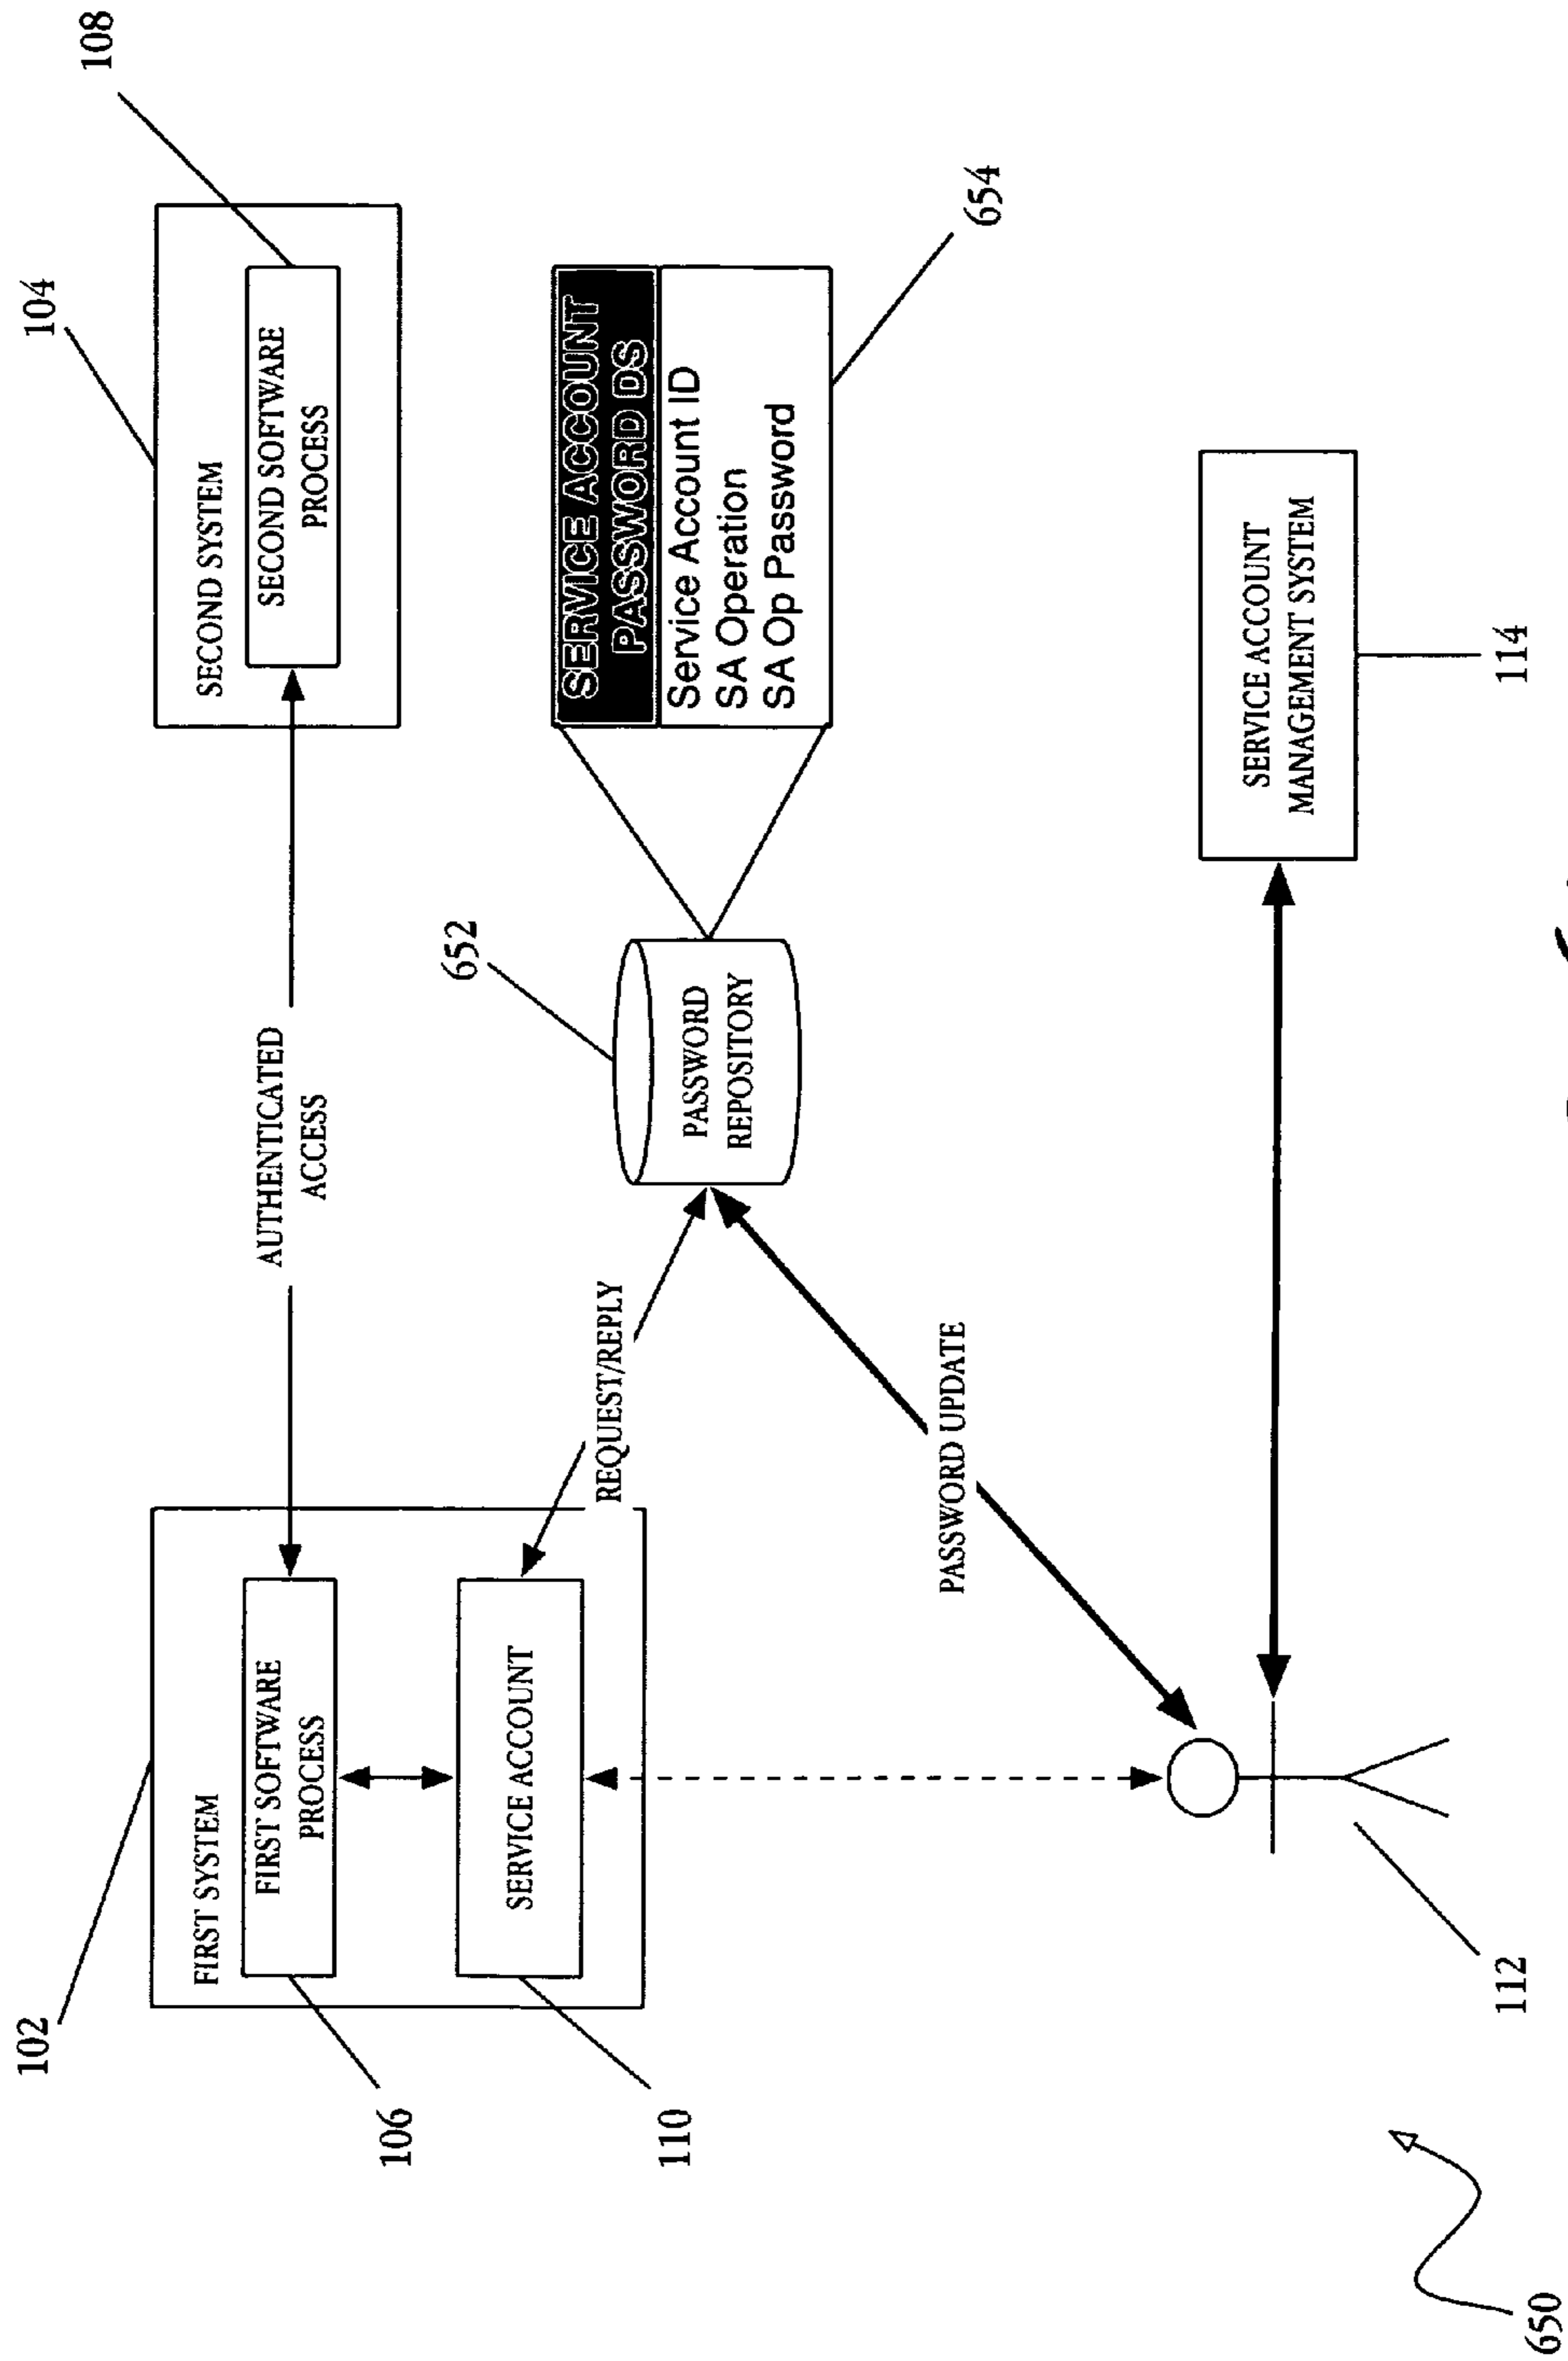 102
104
108
FIRST SYSTEM
FIRST SOFTWARE
PROCESS
106
SERVICE ACCOUNT
110
AUTHENTICATED
ACCESS
SECOND SYSTEM
SECOND SOFTWARE
PROCESS
REQUEST/REPLY
652
PASSWORD
REPOSITORY
SERVICE ACCOUNT
PASSWORD DS
Service Account ID
SA Operation
SA Op Password
654
PASSWORD UPDATE
SERVICE ACCOUNT
MANAGEMENT SYSTEM
114
112
650